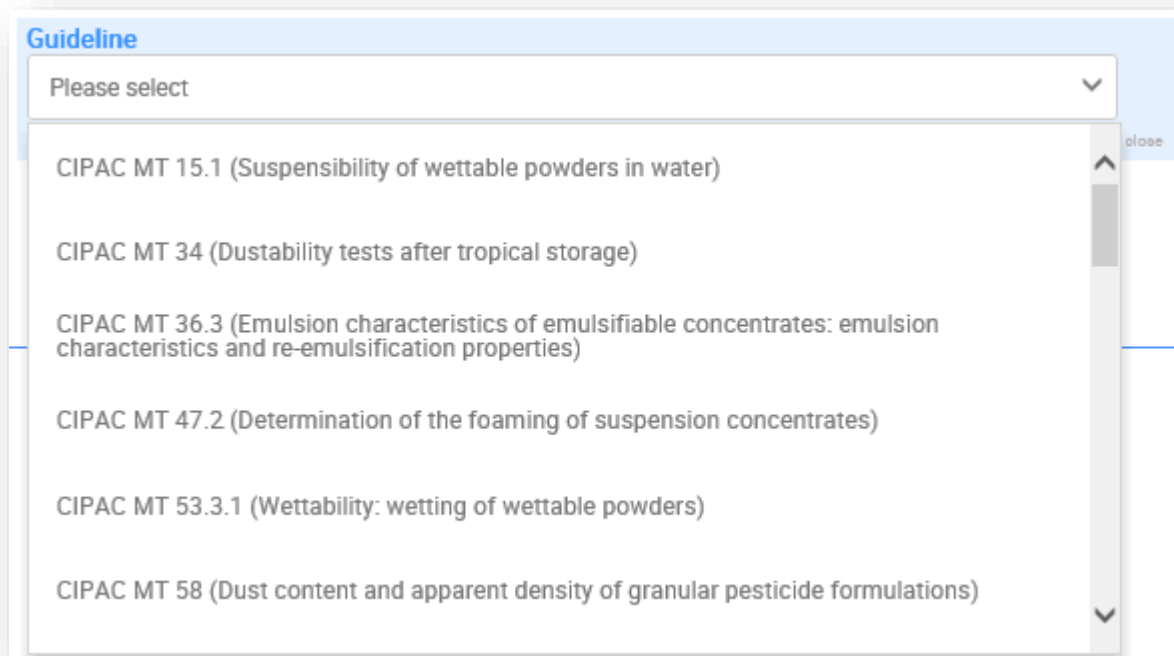 Guideline
Please select
close
CIPAC MT 15.1 (Suspensibility of wettable powders in water)
CIPAC MT 34 (Dustability tests after tropical storage)
CIPAC MT 36.3 (Emulsion characteristics of emulsifiable concentrates: emulsion
characteristics and re-emulsification properties)
CIPAC MT 47.2 (Determination of the foaming of suspension concentrates)
CIPAC MT 53.3.1 (Wettability: wetting of wettable powders)
CIPAC MT 58 (Dust content and apparent density of granular pesticide formulations)